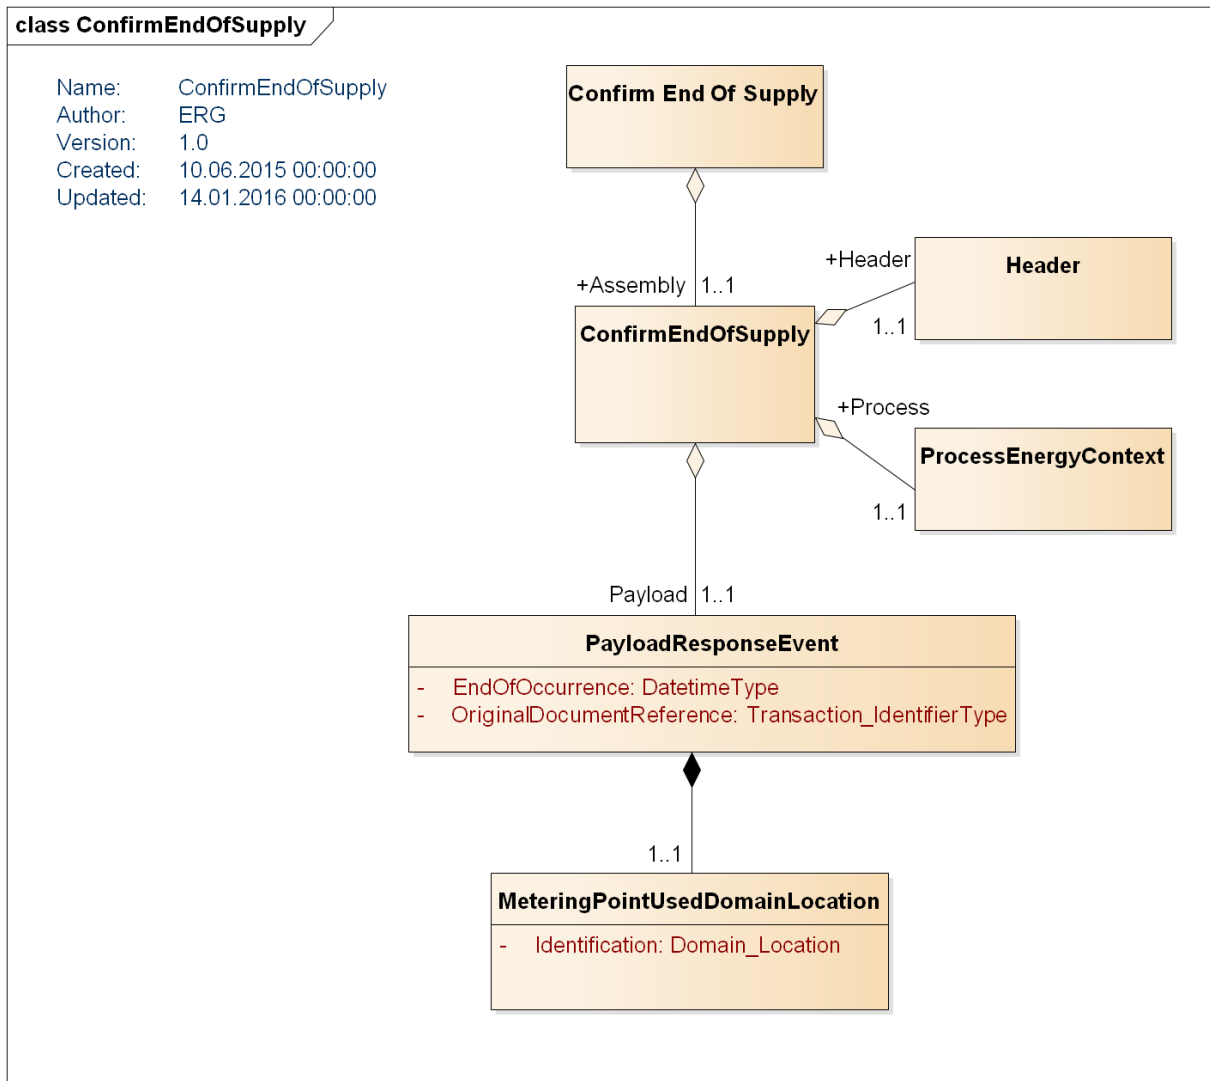 class ConfirmEndOfSupply
Name: ConfirmEndOfSupply
Author: ERG
Version: 1.0
Created: 10.06.2015 00:00:00
Updated: 14.01.2016 00:00:00
Confirm End Of Supply
+Assembly 1..1
ConfirmEndOfSupply
+Header
1..1
Header
+Process
1..1
ProcessEnergyContext
Payload 1..1
PayloadResponseEvent
- EndOfOccurrence: DatetimeType
- OriginalDocumentReference: Transaction_IdentifierType
1..1
MeteringPointUsedDomainLocation
- Identification: Domain_Location